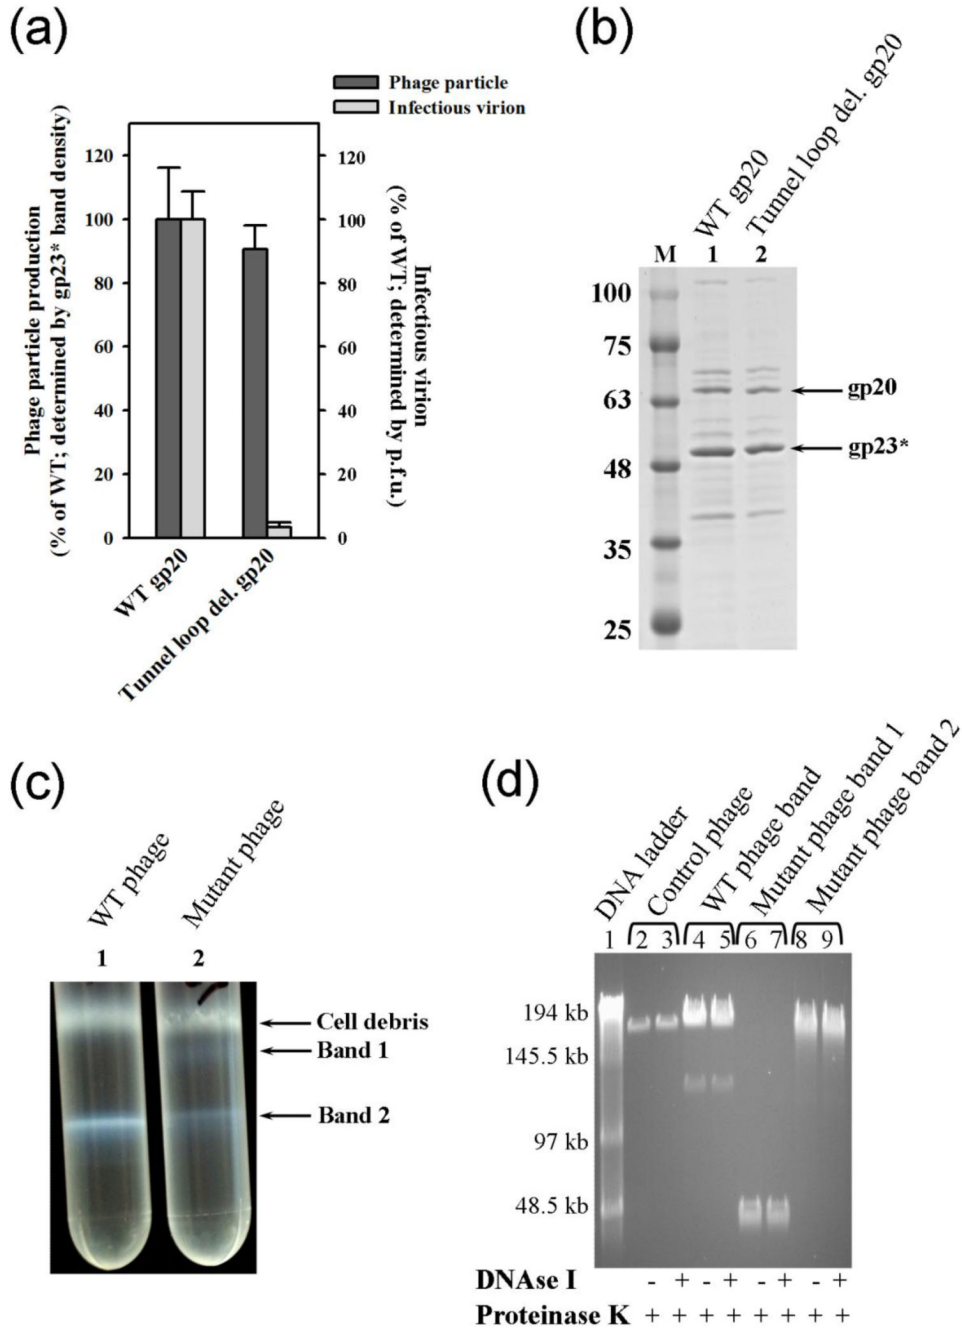 (a)
Phage particle
Infectious virion
Phage particle production
(% of WT; determined by gp23* band density)
120
100
80
60
40
20
0
120
100
80
60
40
20
0
Infectious virion
(% of WT; determined by p.f.u.)
WT gp20
Tunnel loop del. gp20
(b)
WT gp20
Tunnel loop del. gp20
M 1 2
100
75
63
48
35
25
gp20
gp23*
(c)
WT phage
Mutant phage
1 2
Cell debris
Band 1
Band 2
(d)
DNA ladder
Control phage
WT phage band
Mutant phage band 1
Mutant phage band 2
1 2 3 4 5 6 7 8 9
194 kb
145.5 kb
97 kb
48.5 kb
DNAse I - + - + - + - +
Proteinase K + + + + + + + +